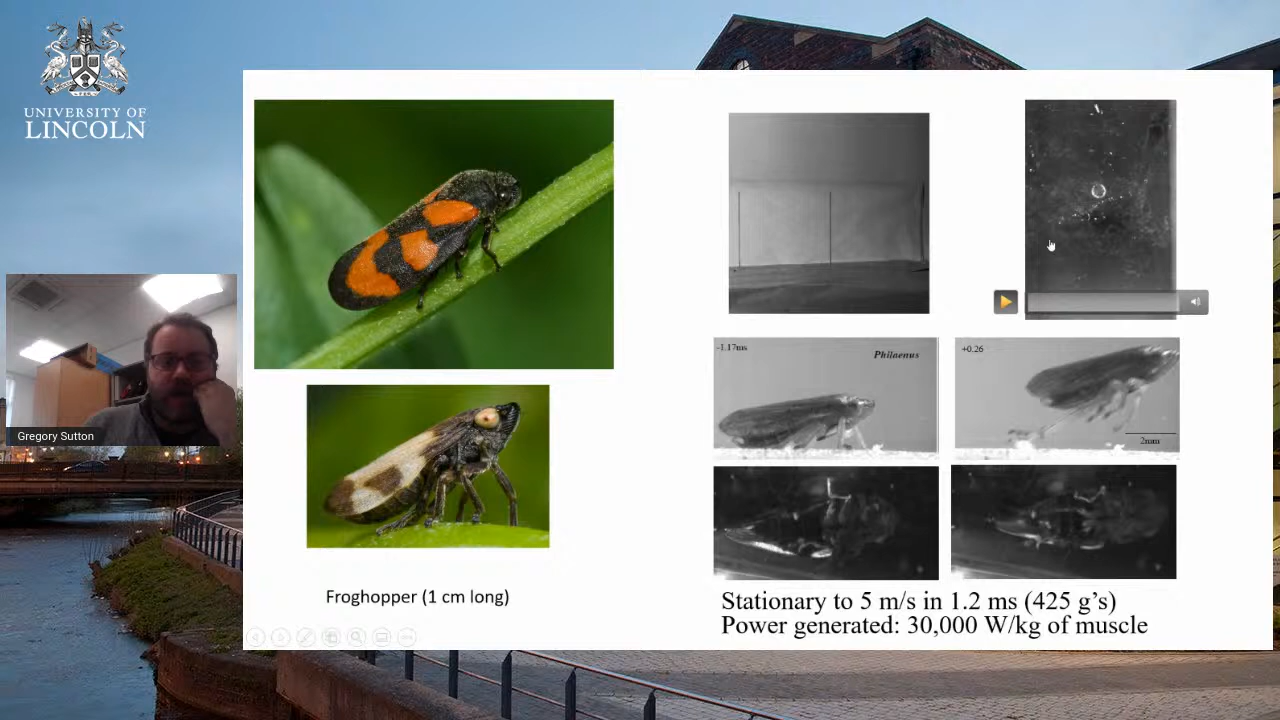 UNIVERSITY OF
LINCOLN
Gregory Sutton
-1.17ms
Philaenus
+0.26
2mm
Froghopper (1 cm long)
Stationary to 5 m/s in 1.2 ms (425 g's)
Power generated: 30,000 W/kg of muscle